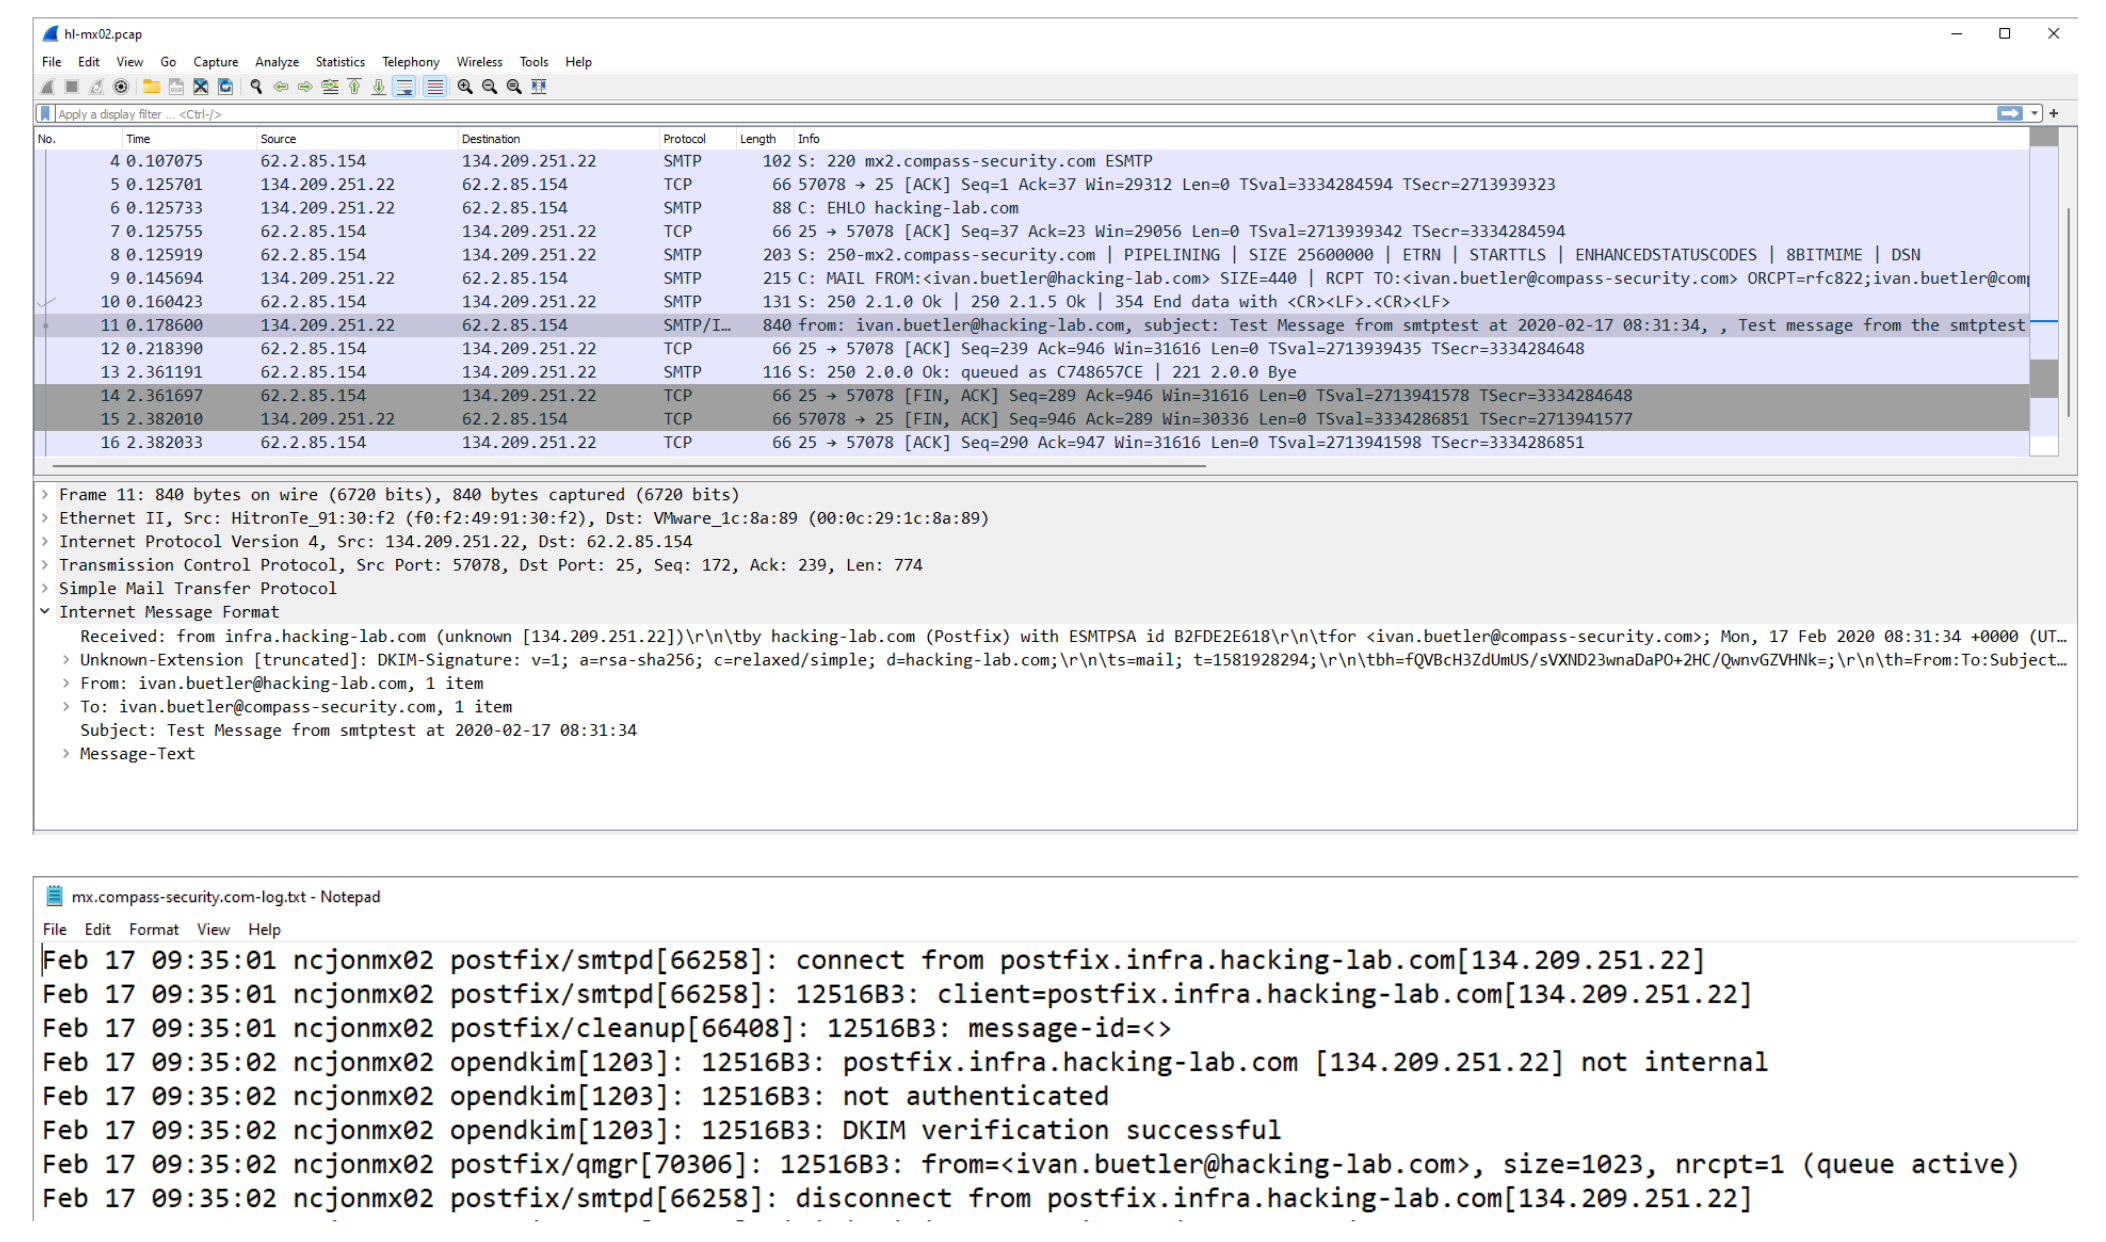 hl-mx02.pcap
File Edit View Go Capture Analyze Statistics Telephony Wireless Tools Help
Apply a display filter ... <Ctrl-/>
No. Time Source Destination Protocol Length Info
4 0.107075 62.2.85.154 134.209.251.22 SMTP 102 S: 220 mx2.compass-security.com ESMTP
5 0.125701 134.209.251.22 62.2.85.154 TCP 66 57078 → 25 [ACK] Seq=1 Ack=37 Win=29312 Len=0 TSval=3334284594 TSecr=2713939323
6 0.125733 134.209.251.22 62.2.85.154 SMTP 88 C: EHLO hacking-lab.com
7 0.125755 62.2.85.154 134.209.251.22 TCP 66 25 → 57078 [ACK] Seq=37 Ack=23 Win=29056 Len=0 TSval=2713939342 TSecr=3334284594
8 0.125919 62.2.85.154 134.209.251.22 SMTP 203 S: 250-mx2.compass-security.com | PIPELINING | SIZE 25600000 | ETRN | STARTTLS | ENHANCEDSTATUSCODES | 8BITMIME | DSN
9 0.145694 134.209.251.22 62.2.85.154 SMTP 215 C: MAIL FROM:<ivan.buetler@hacking-lab.com> SIZE=440 | RCPT TO:<ivan.buetler@compass-security.com> ORCPT=rfc822;ivan.buetler@com
10 0.160423 62.2.85.154 134.209.251.22 SMTP 131 S: 250 2.1.0 Ok | 250 2.1.5 Ok | 354 End data with <CR><LF>.<CR><LF>
11 0.178600 134.209.251.22 62.2.85.154 SMTP/I… 840 from: ivan.buetler@hacking-lab.com, subject: Test Message from smtptest at 2020-02-17 08:31:34, , Test message from the smtptest
12 0.218390 62.2.85.154 134.209.251.22 TCP 66 25 → 57078 [ACK] Seq=239 Ack=946 Win=31616 Len=0 TSval=2713939435 TSecr=3334284648
13 2.361191 62.2.85.154 134.209.251.22 SMTP 116 S: 250 2.0.0 Ok: queued as C748657CE | 221 2.0.0 Bye
14 2.361697 62.2.85.154 134.209.251.22 TCP 66 25 → 57078 [FIN, ACK] Seq=289 Ack=946 Win=31616 Len=0 TSval=2713941578 TSecr=3334284648
15 2.382010 134.209.251.22 62.2.85.154 TCP 66 57078 → 25 [FIN, ACK] Seq=946 Ack=289 Win=30336 Len=0 TSval=3334286851 TSecr=2713941577
16 2.382033 62.2.85.154 134.209.251.22 TCP 66 25 → 57078 [ACK] Seq=290 Ack=947 Win=31616 Len=0 TSval=2713941598 TSecr=3334286851
Frame 11: 840 bytes on wire (6720 bits), 840 bytes captured (6720 bits)
Ethernet II, Src: HitronTe_91:30:f2 (f0:f2:49:91:30:f2), Dst: VMware_1c:8a:89 (00:0c:29:1c:8a:89)
Internet Protocol Version 4, Src: 134.209.251.22, Dst: 62.2.85.154
Transmission Control Protocol, Src Port: 57078, Dst Port: 25, Seq: 172, Ack: 239, Len: 774
Simple Mail Transfer Protocol
Internet Message Format
Received: from infra.hacking-lab.com (unknown [134.209.251.22])\r\n\tby hacking-lab.com (Postfix) with ESMTPSA id B2FDE2E618\r\n\tfor <ivan.buetler@compass-security.com>; Mon, 17 Feb 2020 08:31:34 +0000 (UT…
Unknown-Extension [truncated]: DKIM-Signature: v=1; a=rsa-sha256; c=relaxed/simple; d=hacking-lab.com;\r\n\ts=mail; t=1581928294;\r\n\tbh=fQVBcH3ZdUmUS/sVXND23wnaDaPO+2HC/QwnvGZVHNk=;\r\n\th=From:To:Subject…
From: ivan.buetler@hacking-lab.com, 1 item
To: ivan.buetler@compass-security.com, 1 item
Subject: Test Message from smtptest at 2020-02-17 08:31:34
Message-Text
mx.compass-security.com-log.txt - Notepad
File Edit Format View Help
Feb 17 09:35:01 ncjonmx02 postfix/smtpd[66258]: connect from postfix.infra.hacking-lab.com[134.209.251.22]
Feb 17 09:35:01 ncjonmx02 postfix/smtpd[66258]: 12516B3: client=postfix.infra.hacking-lab.com[134.209.251.22]
Feb 17 09:35:01 ncjonmx02 postfix/cleanup[66408]: 12516B3: message-id=<>
Feb 17 09:35:02 ncjonmx02 opendkim[1203]: 12516B3: postfix.infra.hacking-lab.com [134.209.251.22] not internal
Feb 17 09:35:02 ncjonmx02 opendkim[1203]: 12516B3: not authenticated
Feb 17 09:35:02 ncjonmx02 opendkim[1203]: 12516B3: DKIM verification successful
Feb 17 09:35:02 ncjonmx02 postfix/qmgr[70306]: 12516B3: from=<ivan.buetler@hacking-lab.com>, size=1023, nrcpt=1 (queue active)
Feb 17 09:35:02 ncjonmx02 postfix/smtpd[66258]: disconnect from postfix.infra.hacking-lab.com[134.209.251.22]